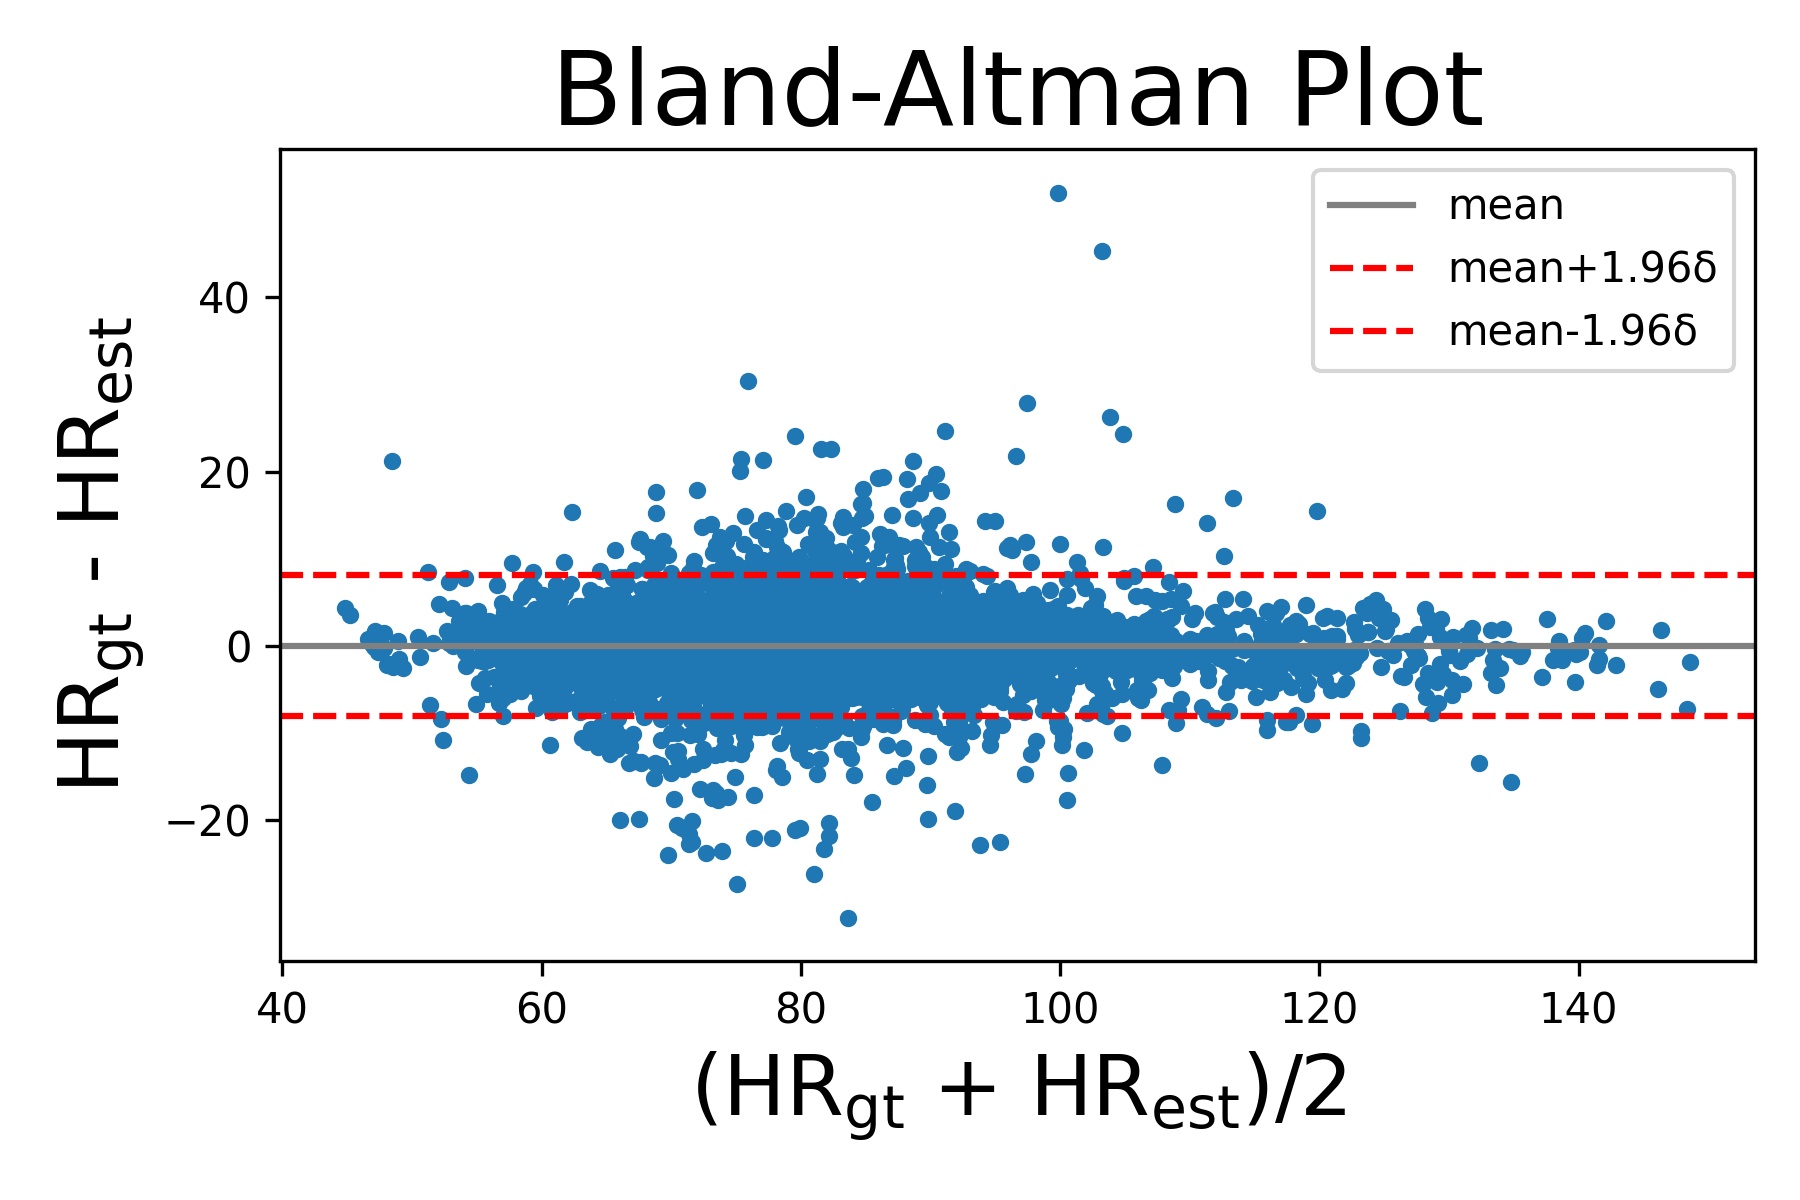 Bland-Altman Plot
mean
mean+1.96δ
mean-1.96δ
40
20
0
−20
HRgt - HRest
40 60 80 100 120 140
(HRgt + HRest)/2